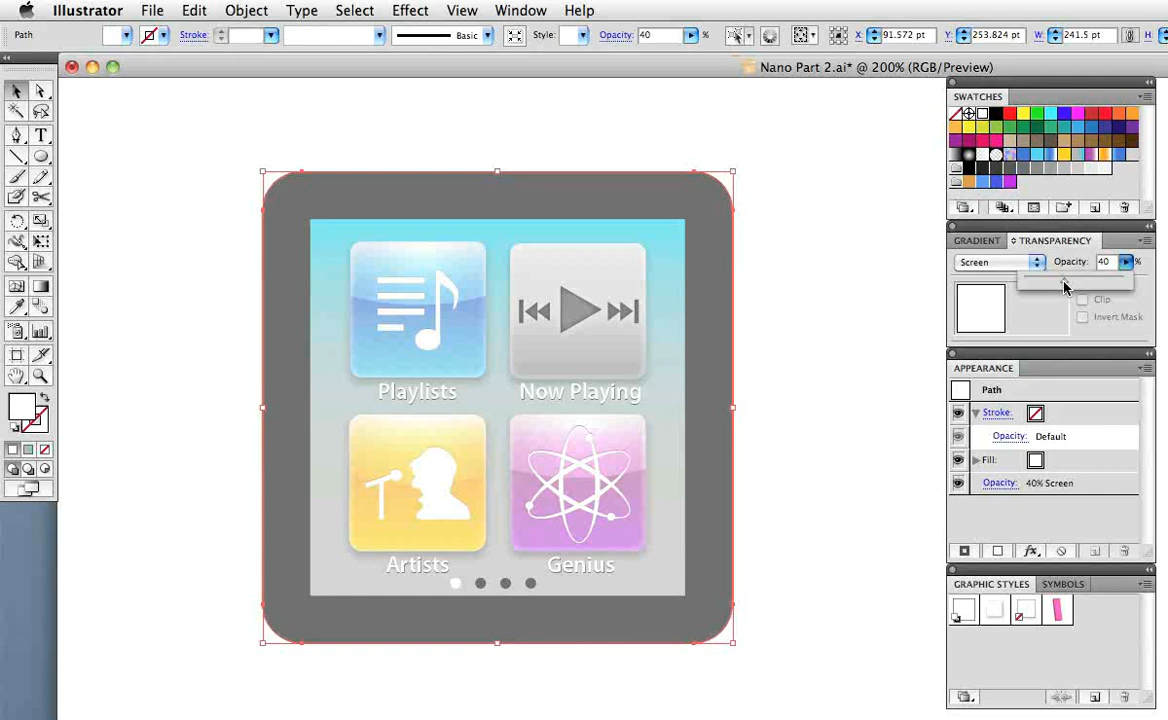 Illustrator File Edit Object Type Select Effect View Window Help
Path Stroke: Basic Style: Opacity: 40 % X: 91.572 pt Y: 253.824 pt W: 241.5 pt H:
Nano Part 2.ai* @ 200% (RGB/Preview)
SWATCHES
GRADIENT TRANSPARENCY
Screen Opacity: 40 %
Clip
Invert Mask
APPEARANCE
Path
Stroke:
Opacity: Default
Fill:
Opacity: 40% Screen
GRAPHIC STYLES SYMBOLS
Playlists Now Playing
Artists Genius